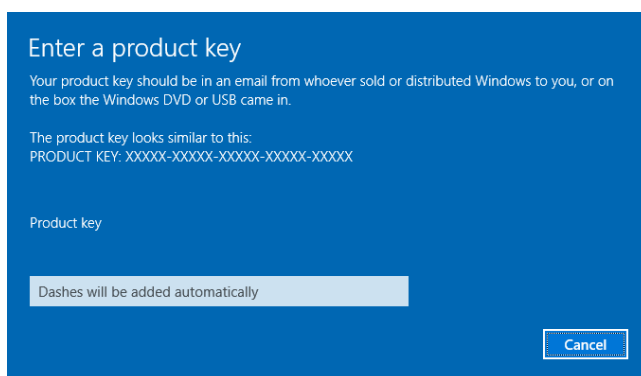 Enter a product key
Your product key should be in an email from whoever sold or distributed Windows to you, or on
the box the Windows DVD or USB came in.
The product key looks similar to this:
PRODUCT KEY: XXXXX-XXXXX-XXXXX-XXXXX-XXXXX
Product key
Dashes will be added automatically
Cancel